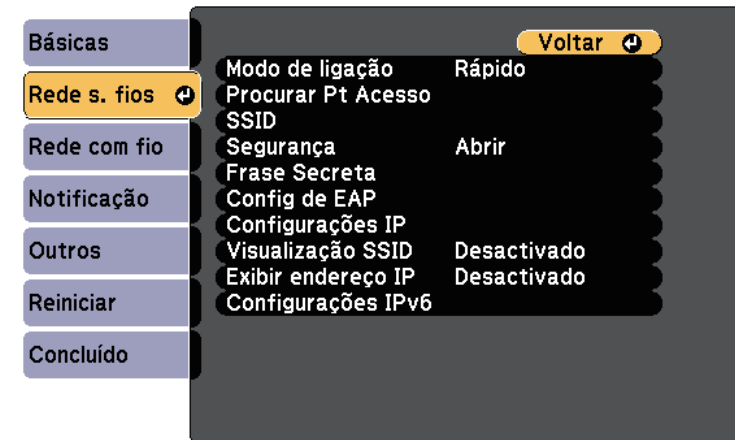 Básicas
Rede s. fios
Rede com fio
Notificação
Outros
Reiniciar
Concluído
Voltar
Modo de ligação Rápido
Procurar Pt Acesso
SSID
Segurança Abrir
Frase Secreta
Config de EAP
Configurações IP
Visualização SSID Desactivado
Exibir endereço IP Desactivado
Configurações IPv6